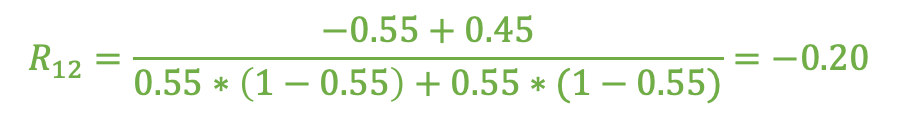 R₁₂ = (−0.55 + 0.45) / (0.55 * (1 − 0.55) + 0.55 * (1 − 0.55)) = −0.20